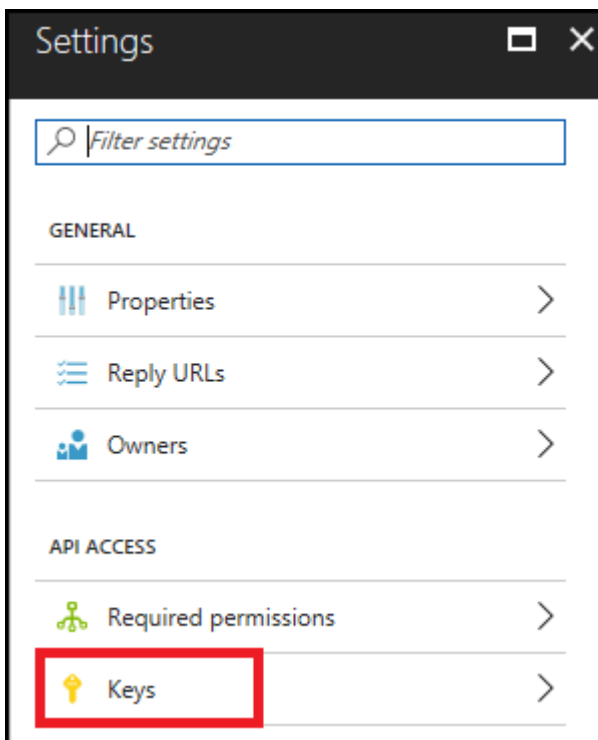 Settings
Filter settings
GENERAL
Properties
Reply URLs
Owners
API ACCESS
Required permissions
Keys